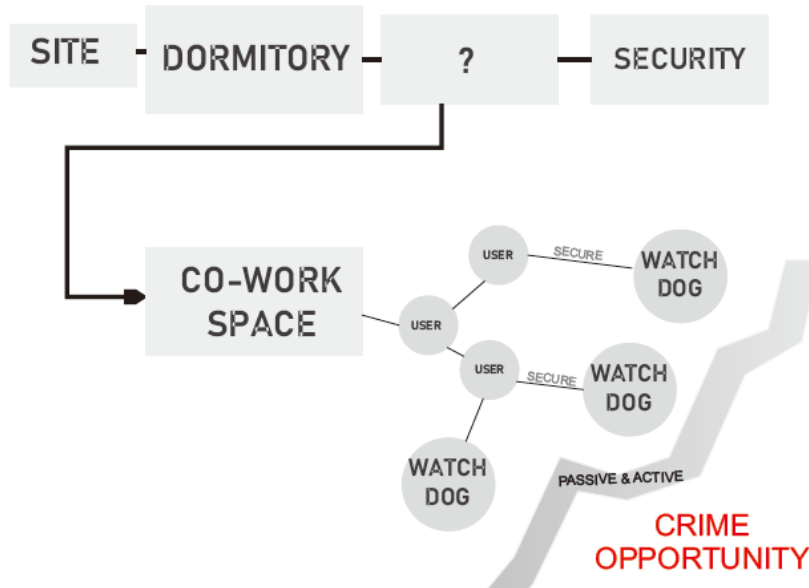 SITE
DORMITORY
?
SECURITY
CO-WORK
SPACE
USER
SECURE
WATCH
DOG
USER
USER
SECURE
WATCH
DOG
WATCH
DOG
PASSIVE & ACTIVE
CRIME
OPPORTUNITY